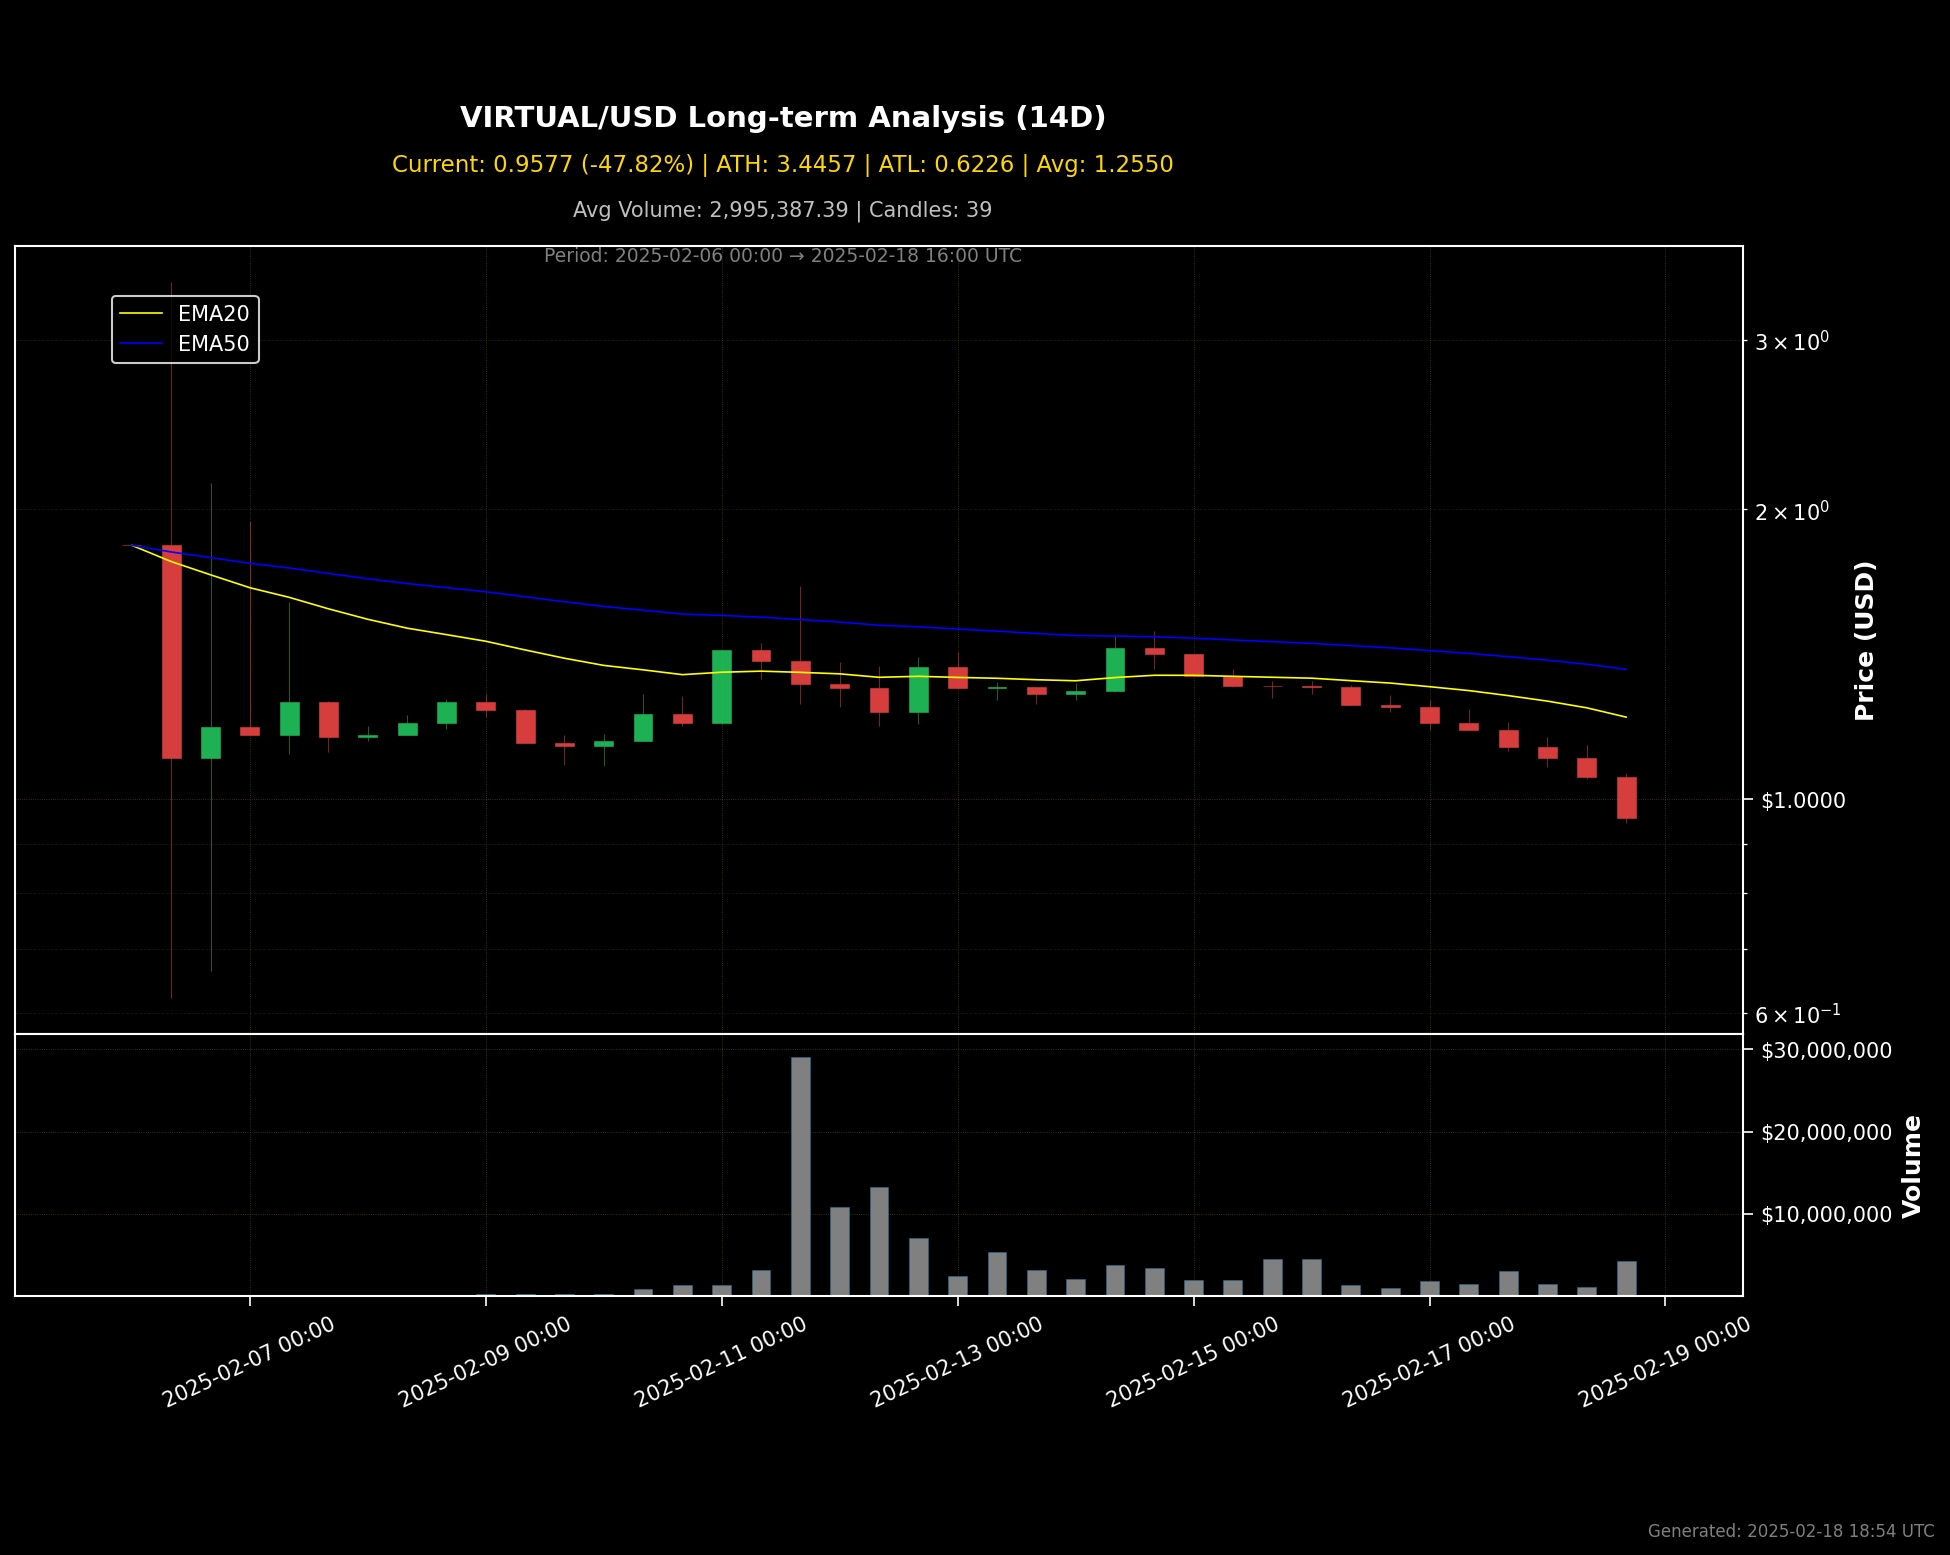 VIRTUAL/USD Long-term Analysis (14D)
Current: 0.9577 (-47.82%) | ATH: 3.4457 | ATL: 0.6226 | Avg: 1.2550
Avg Volume: 2,995,387.39 | Candles: 39
Period: 2025-02-06 00:00 → 2025-02-18 16:00 UTC
EMA20
EMA50
3 × 10⁰
2 × 10⁰
$1.0000
6 × 10⁻¹
Price (USD)
$30,000,000
$20,000,000
$10,000,000
Volume
2025-02-07 00:00
2025-02-09 00:00
2025-02-11 00:00
2025-02-13 00:00
2025-02-15 00:00
2025-02-17 00:00
2025-02-19 00:00
Generated: 2025-02-18 18:54 UTC